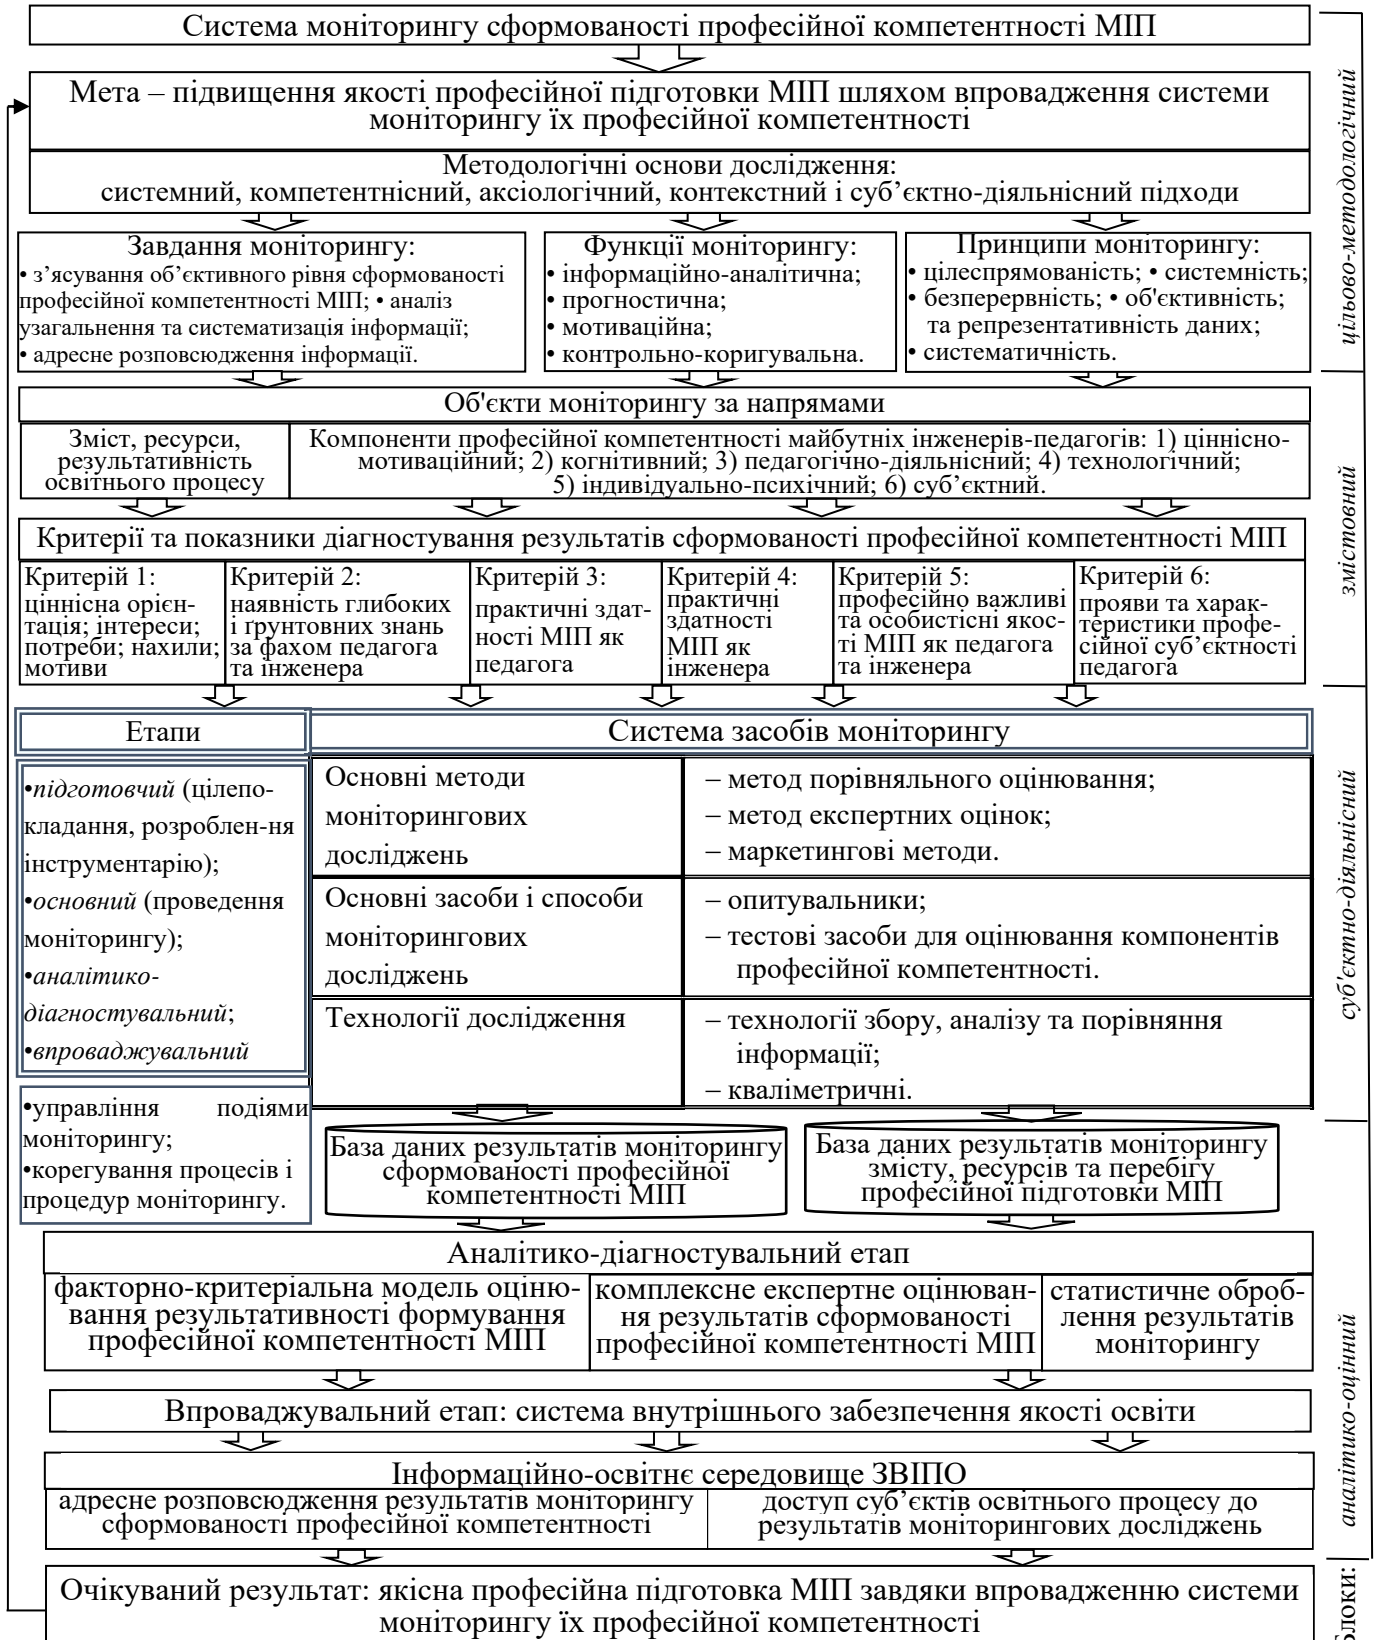 Система моніторингу сформованості професійної компетентності МІП
Мета – підвищення якості професійної підготовки МІП шляхом впровадження системи
моніторингу їх професійної компетентності
Методологічні основи дослідження:
системний, компетентнісний, аксіологічний, контекстний і суб’єктно-діяльнісний підходи
Завдання моніторингу:
• з’ясування об’єктивного рівня сформованості
професійної компетентності МІП; • аналіз
узагальнення та систематизація інформації;
• адресне розповсюдження інформації.
Функції моніторингу:
• інформаційно-аналітична;
• прогностична;
• мотиваційна;
• контрольно-коригувальна.
Принципи моніторингу:
• цілеспрямованість; • системність;
• безперервність; • об'єктивність;
та репрезентативність даних;
• систематичність.
цільово-методологічний
Об'єкти моніторингу за напрямами
Зміст, ресурси,
результативність
освітнього процесу
Компоненти професійної компетентності майбутніх інженерів-педагогів: 1) ціннісно-
мотиваційний; 2) когнітивний; 3) педагогічно-діяльнісний; 4) технологічний;
5) індивідуально-психічний; 6) суб’єктний.
Критерії та показники діагностування результатів сформованості професійної компетентності МІП
Критерій 1:
ціннісна орієн-
тація; інтереси;
потреби; нахили;
мотиви
Критерій 2:
наявність глибоких
і ґрунтовних знань
за фахом педагога
та інженера
Критерій 3:
практичні здат-
ності МІП як
педагога
Критерій 4:
практичні
здатності
МІП як
інженера
Критерій 5:
професійно важливі
та особистісні якос-
ті МІП як педагога
та інженера
Критерій 6:
прояви та харак-
теристики профе-
сійної суб’єктності
педагога
змістовний
Етапи
Система засобів моніторингу
•підготовчий (цілепо-
кладання, розроблен-ня
інструментарію);
•основний (проведення
моніторингу);
•аналітико-
діагностувальний;
•впроваджувальний
•управління подіями
моніторингу;
•корегування процесів і
процедур моніторингу.
Основні методи
моніторингових
досліджень
– метод порівняльного оцінювання;
– метод експертних оцінок;
– маркетингові методи.
Основні засоби і способи
моніторингових
досліджень
– опитувальники;
– тестові засоби для оцінювання компонентів
професійної компетентності.
Технології дослідження
– технології збору, аналізу та порівняння
інформації;
– кваліметричні.
суб'єктно-діяльнісний
База даних результатів моніторингу
сформованості професійної
компетентності МІП
База даних результатів моніторингу
змісту, ресурсів та перебігу
професійної підготовки МІП
Аналітико-діагностувальний етап
факторно-критеріальна модель оціню-
вання результативності формування
професійної компетентності МІП
комплексне експертне оцінюван-
ня результатів сформованості
професійної компетентності МІП
статистичне оброб-
лення результатів
моніторингу
Впроваджувальний етап: система внутрішнього забезпечення якості освіти
Інформаційно-освітнє середовище ЗВІПО
адресне розповсюдження результатів моніторингу
сформованості професійної компетентності
доступ суб’єктів освітнього процесу до
результатів моніторингових досліджень
аналітико-оцінний
Очікуваний результат: якісна професійна підготовка МІП завдяки впровадженню системи
моніторингу їх професійної компетентності
Блоки: